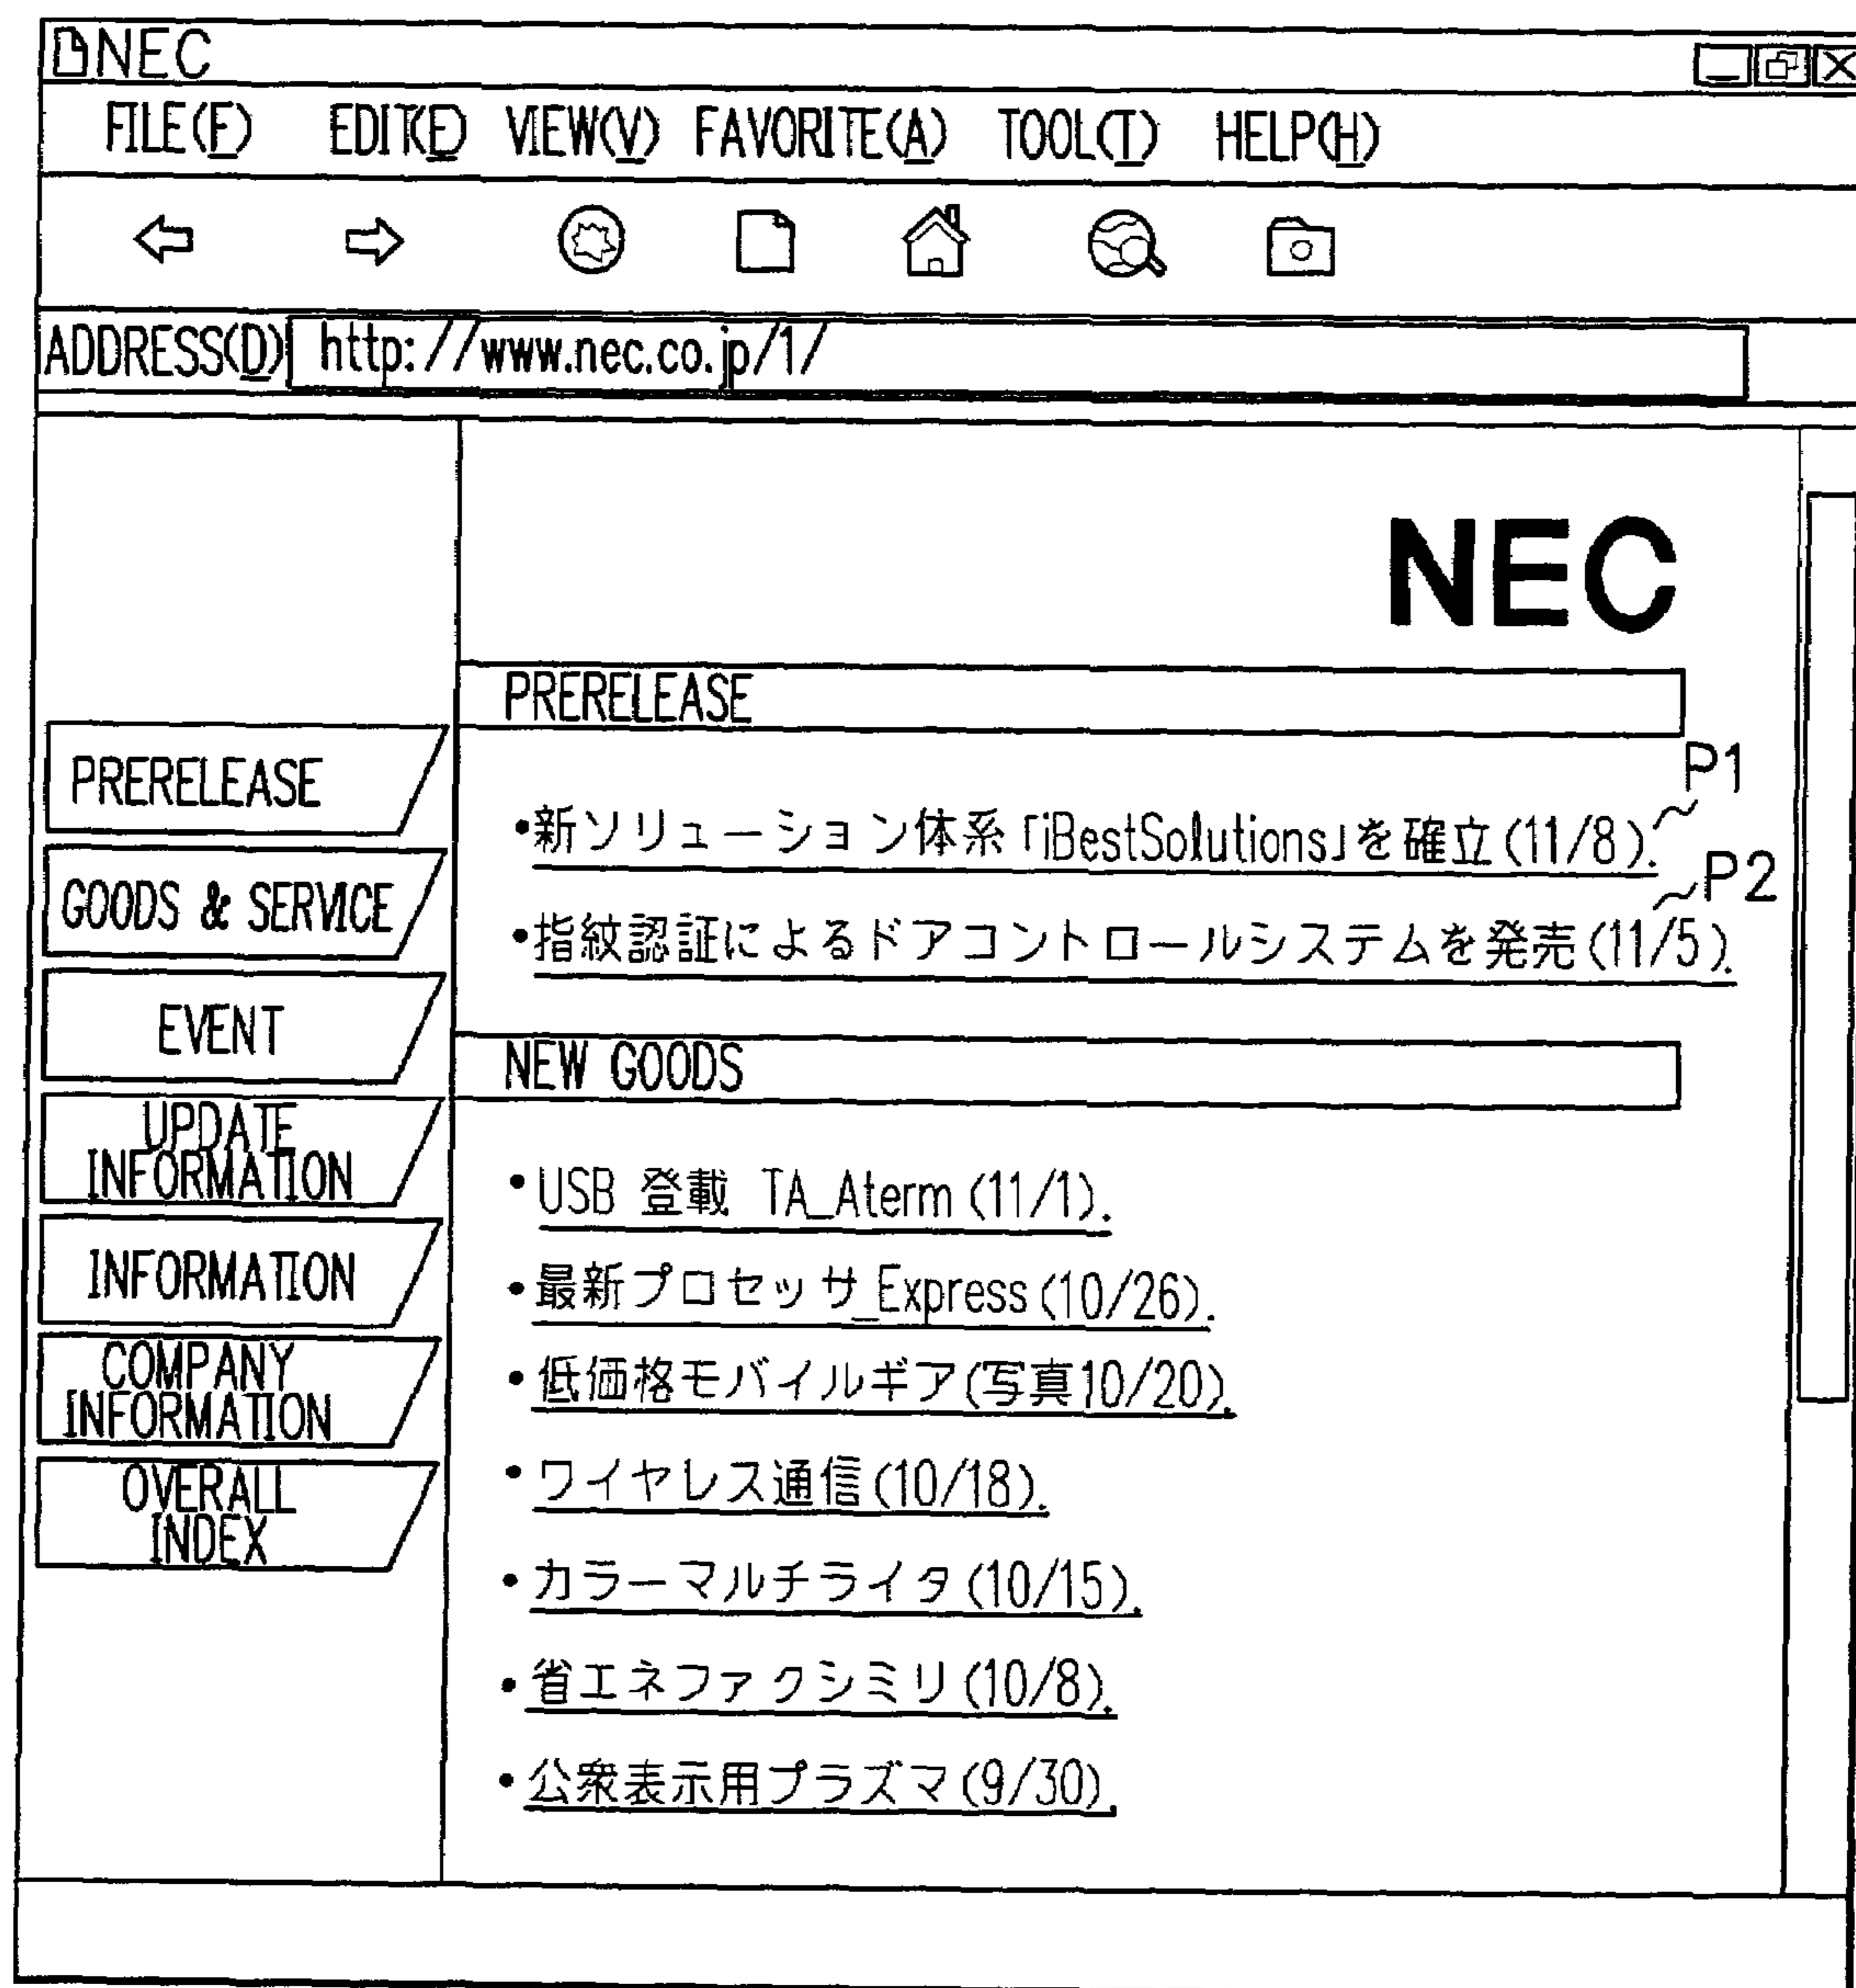 NEC
FILE(F) EDIT(E) VIEW(V) FAVORITE(A) TOOL(T) HELP(H)
ADDRESS(D) http://www.nec.co.jp/1/
NEC
PRERELEASE
GOODS & SERVICE
EVENT
UPDATE
INFORMATION
INFORMATION
COMPANY
INFORMATION
OVERALL
INDEX
PRERELEASE
P1
•新ソリューション体系「iBestSolutions」を確立(11/8).
P2
•指紋認証によるドアコントロールシステムを発売(11/5).
NEW GOODS
•USB 登載 TA_Aterm(11/1).
•最新プロセッサ_Express(10/26).
•低価格モバイルギア(写真10/20).
•ワイヤレス通信(10/18).
•カラーマルチライタ(10/15).
•省エネファクシミリ(10/8).
•公衆表示用プラズマ(9/30).